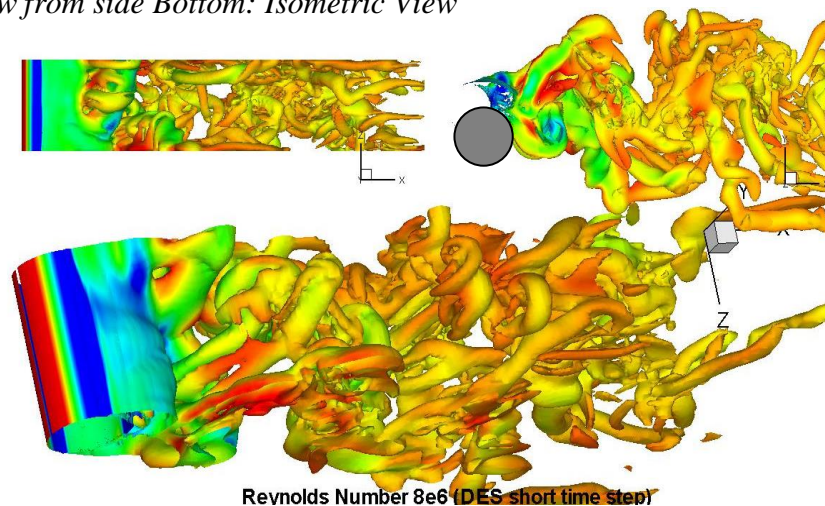 w from side Bottom: Isometric View
X
Y
Z
Reynolds Number 8e6 (DES short time step)